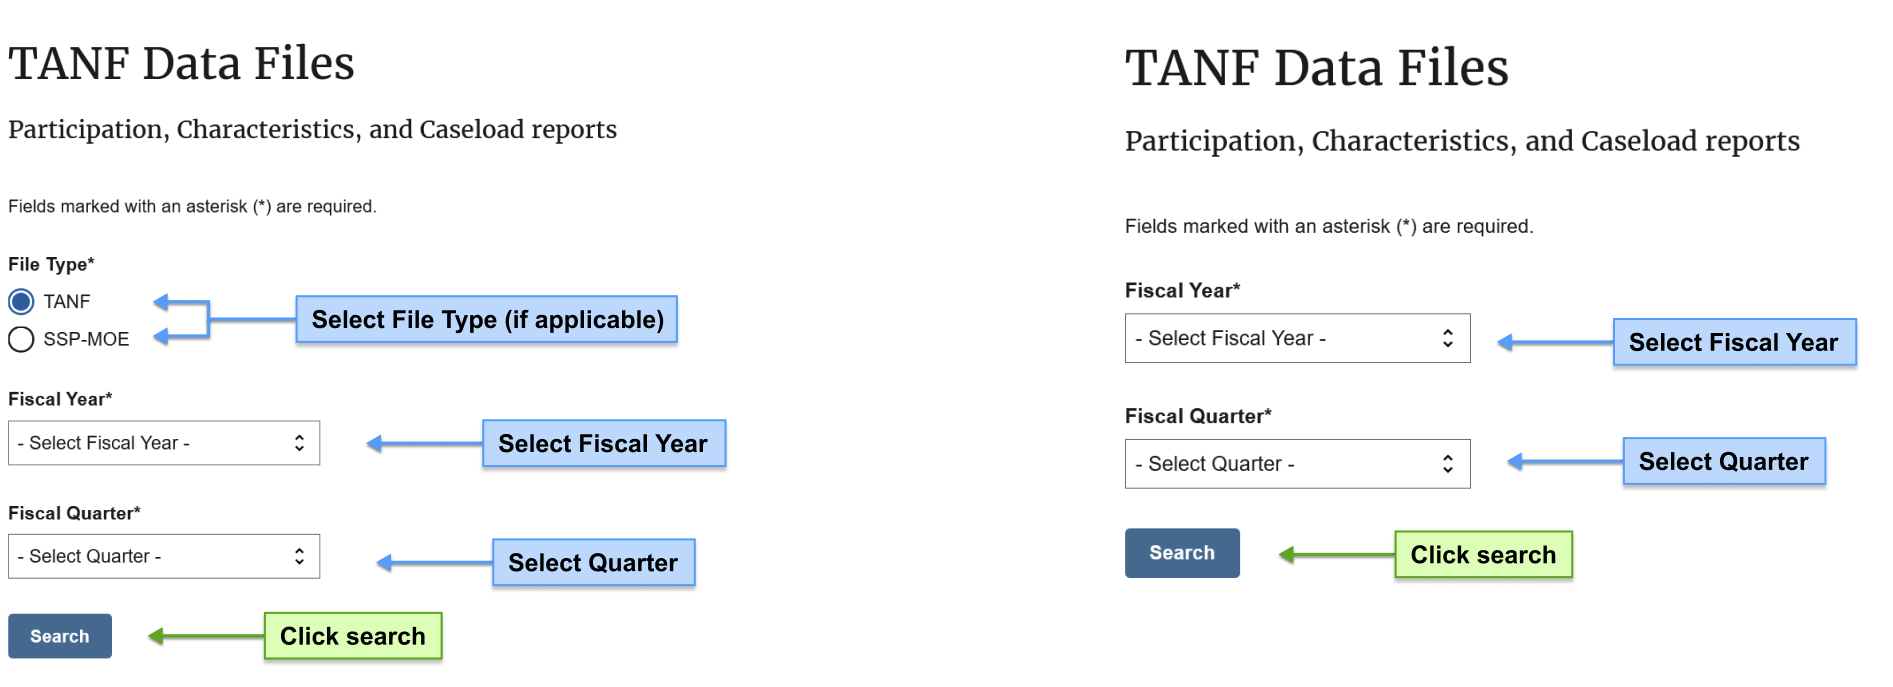 TANF Data Files
Participation, Characteristics, and Caseload reports
Fields marked with an asterisk (*) are required.
File Type*
TANF
SSP-MOE
Select File Type (if applicable)
Fiscal Year*
- Select Fiscal Year -
Select Fiscal Year
Fiscal Quarter*
- Select Quarter -
Select Quarter
Search
Click search
TANF Data Files
Participation, Characteristics, and Caseload reports
Fields marked with an asterisk (*) are required.
Fiscal Year*
- Select Fiscal Year -
Select Fiscal Year
Fiscal Quarter*
- Select Quarter -
Select Quarter
Search
Click search